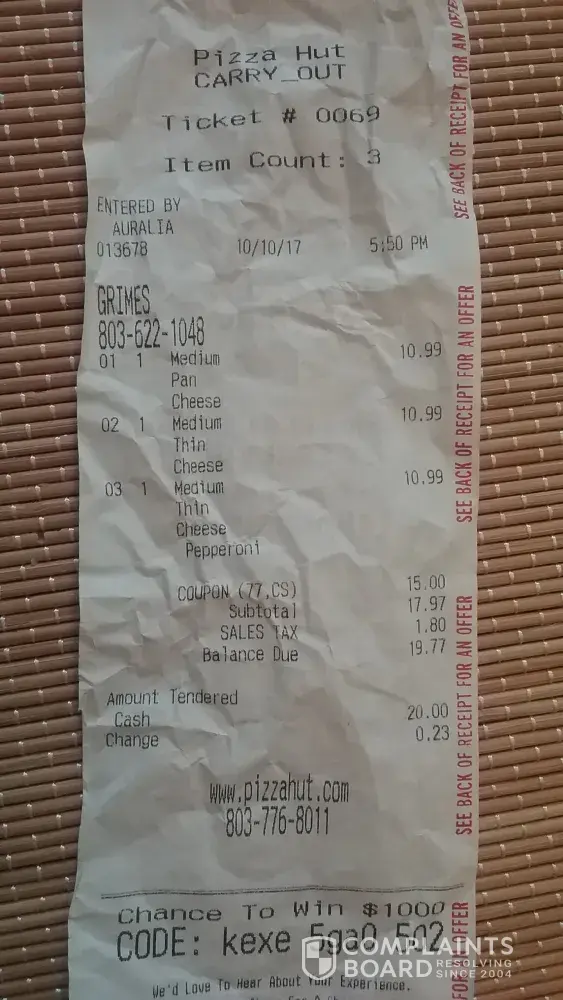 Pizza Hut
CARRY_OUT
Ticket # 0069
Item Count: 3
ENTERED BY
AURALIA
013678 10/10/17 5:50 PM
GRIMES
803-622-1048
01 1 Medium 10.99
Pan
Cheese
02 1 Medium 10.99
Thin
Cheese
03 1 Medium 10.99
Thin
Cheese
Pepperoni
COUPON (77,CS) 15.00
Subtotal 17.97
SALES TAX 1.80
Balance Due 19.77
Amount Tendered
Cash 20.00
Change 0.23
www.pizzahut.com
803-776-8011
Chance To Win $1000
CODE: kexe 5ga0 5q2
We'd Love To Hear About Your Experience.
SEE BACK OF RECEIPT FOR AN OFFER
SEE BACK OF RECEIPT FOR AN OFFER
SEE BACK OF RECEIPT FOR AN OFFER
FOR AN OFFER
COMPLAINTS
BOARD RESOLVING
SINCE 2004